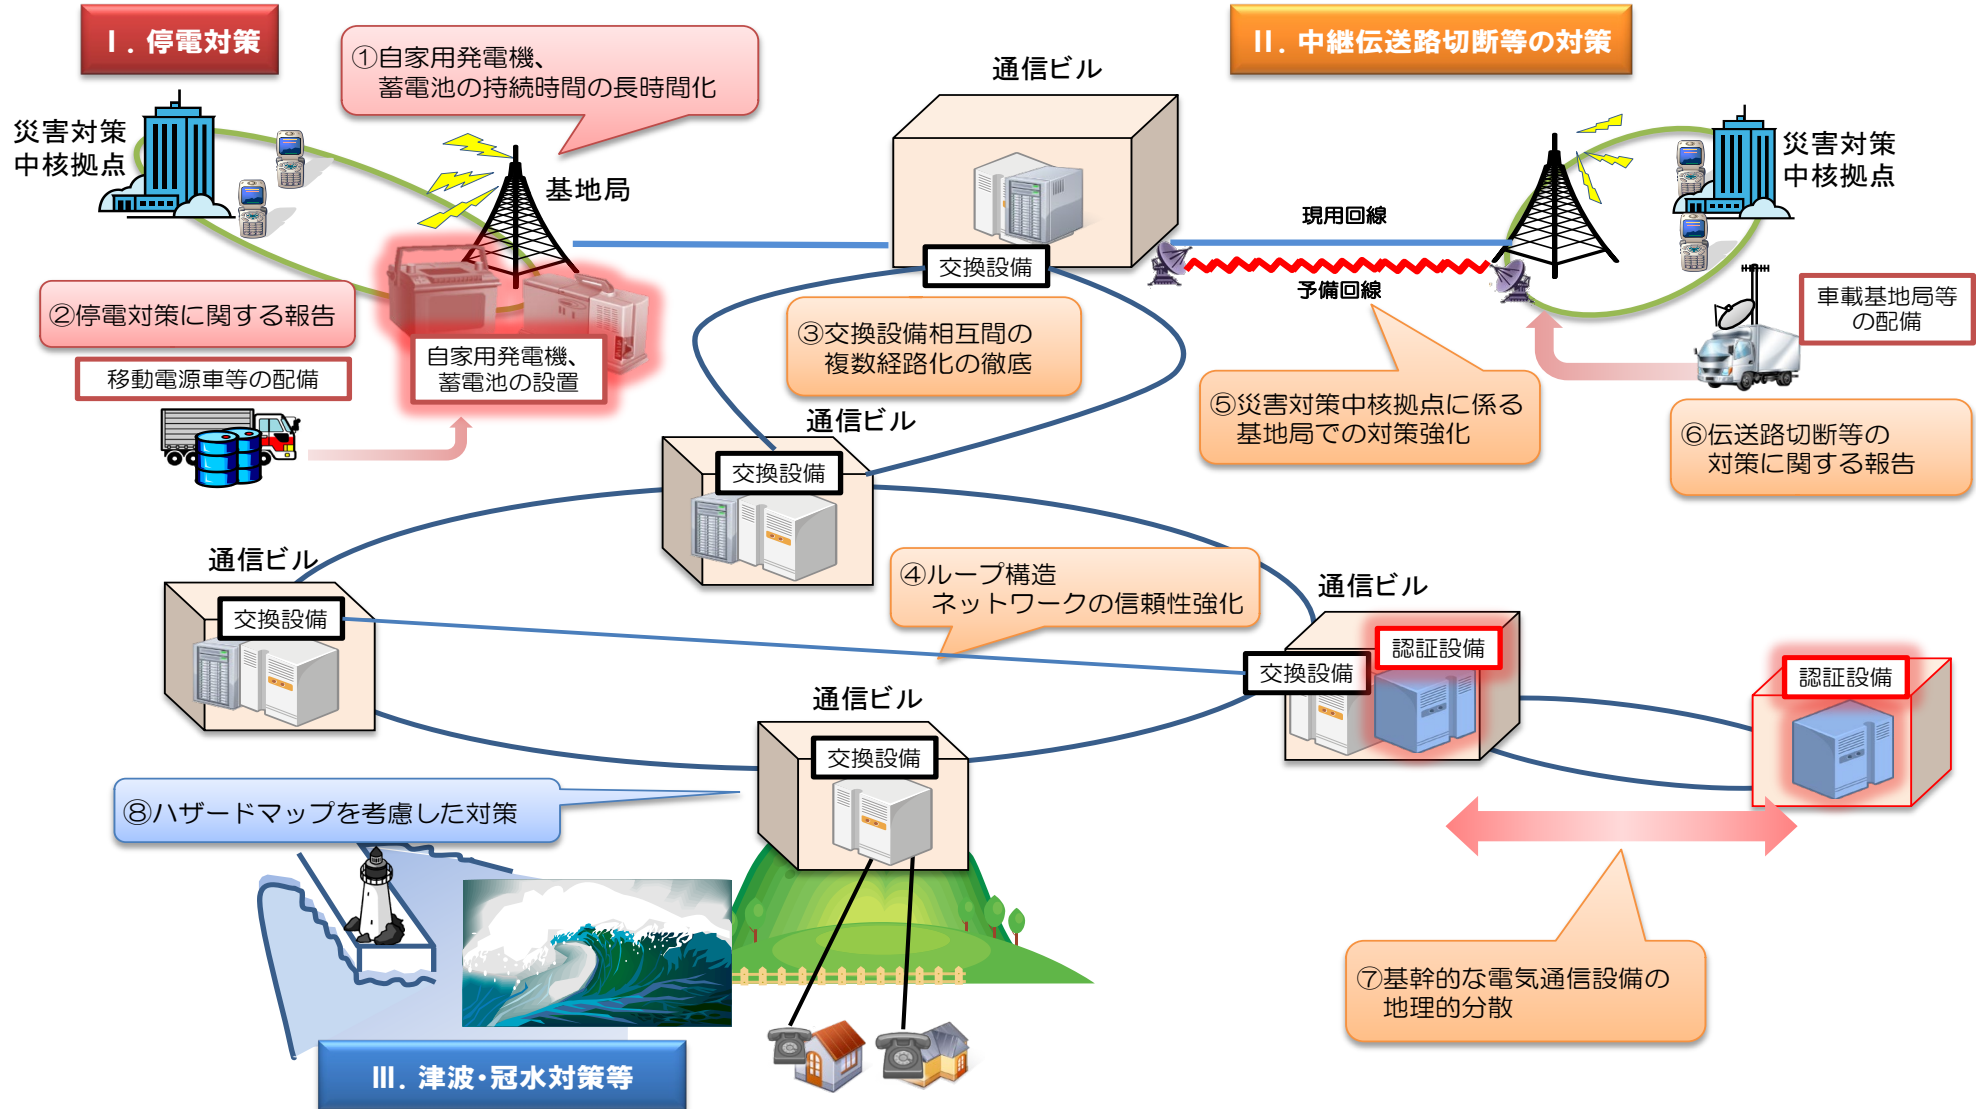 Ⅰ. 停電対策
①自家用発電機、
蓄電池の持続時間の長時間化
災害対策
中核拠点
基地局
②停電対策に関する報告
移動電源車等の配備
自家用発電機、
蓄電池の設置
通信ビル
交換設備
③交換設備相互間の
複数経路化の徹底
Ⅱ. 中継伝送路切断等の対策
災害対策
中核拠点
現用回線
予備回線
車載基地局等
の配備
⑤災害対策中核拠点に係る
基地局での対策強化
⑥伝送路切断等の
対策に関する報告
通信ビル
交換設備
通信ビル
交換設備
④ループ構造
ネットワークの信頼性強化
通信ビル
認証設備
交換設備
認証設備
通信ビル
交換設備
⑧ハザードマップを考慮した対策
⑦基幹的な電気通信設備の
地理的分散
Ⅲ. 津波・冠水対策等